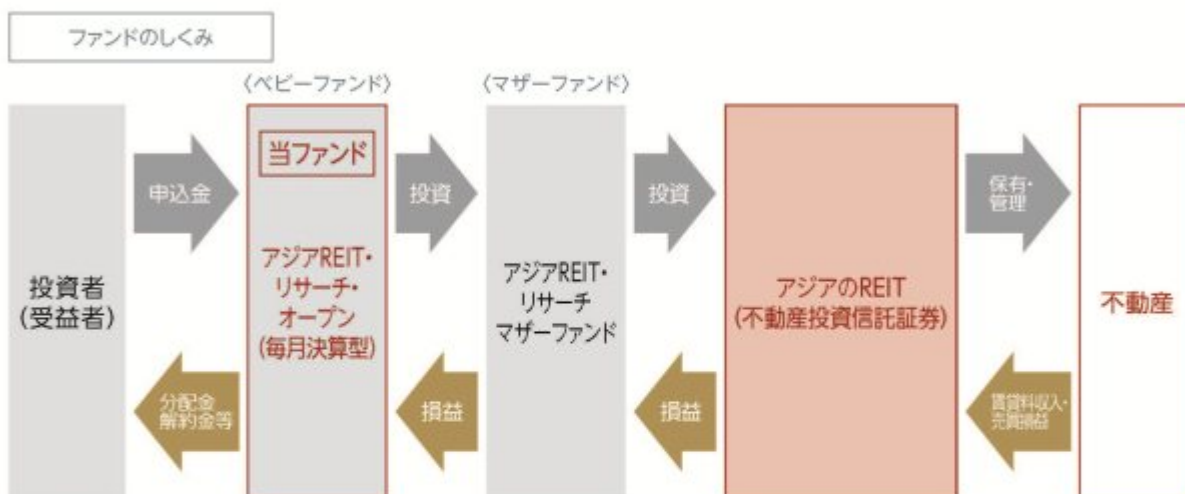 ファンドのしくみ
〈ベビーファンド〉
〈マザーファンド〉
投資者
(受益者)
申込金
分配金
解約金等
当ファンド
アジアREIT・
リサーチ・
オープン
(毎月決算型)
投資
損益
アジアREIT・
リサーチ
マザーファンド
投資
損益
アジアのREIT
(不動産投資信託証券)
保有・
管理
賃貸料収入・
売買損益
不動産